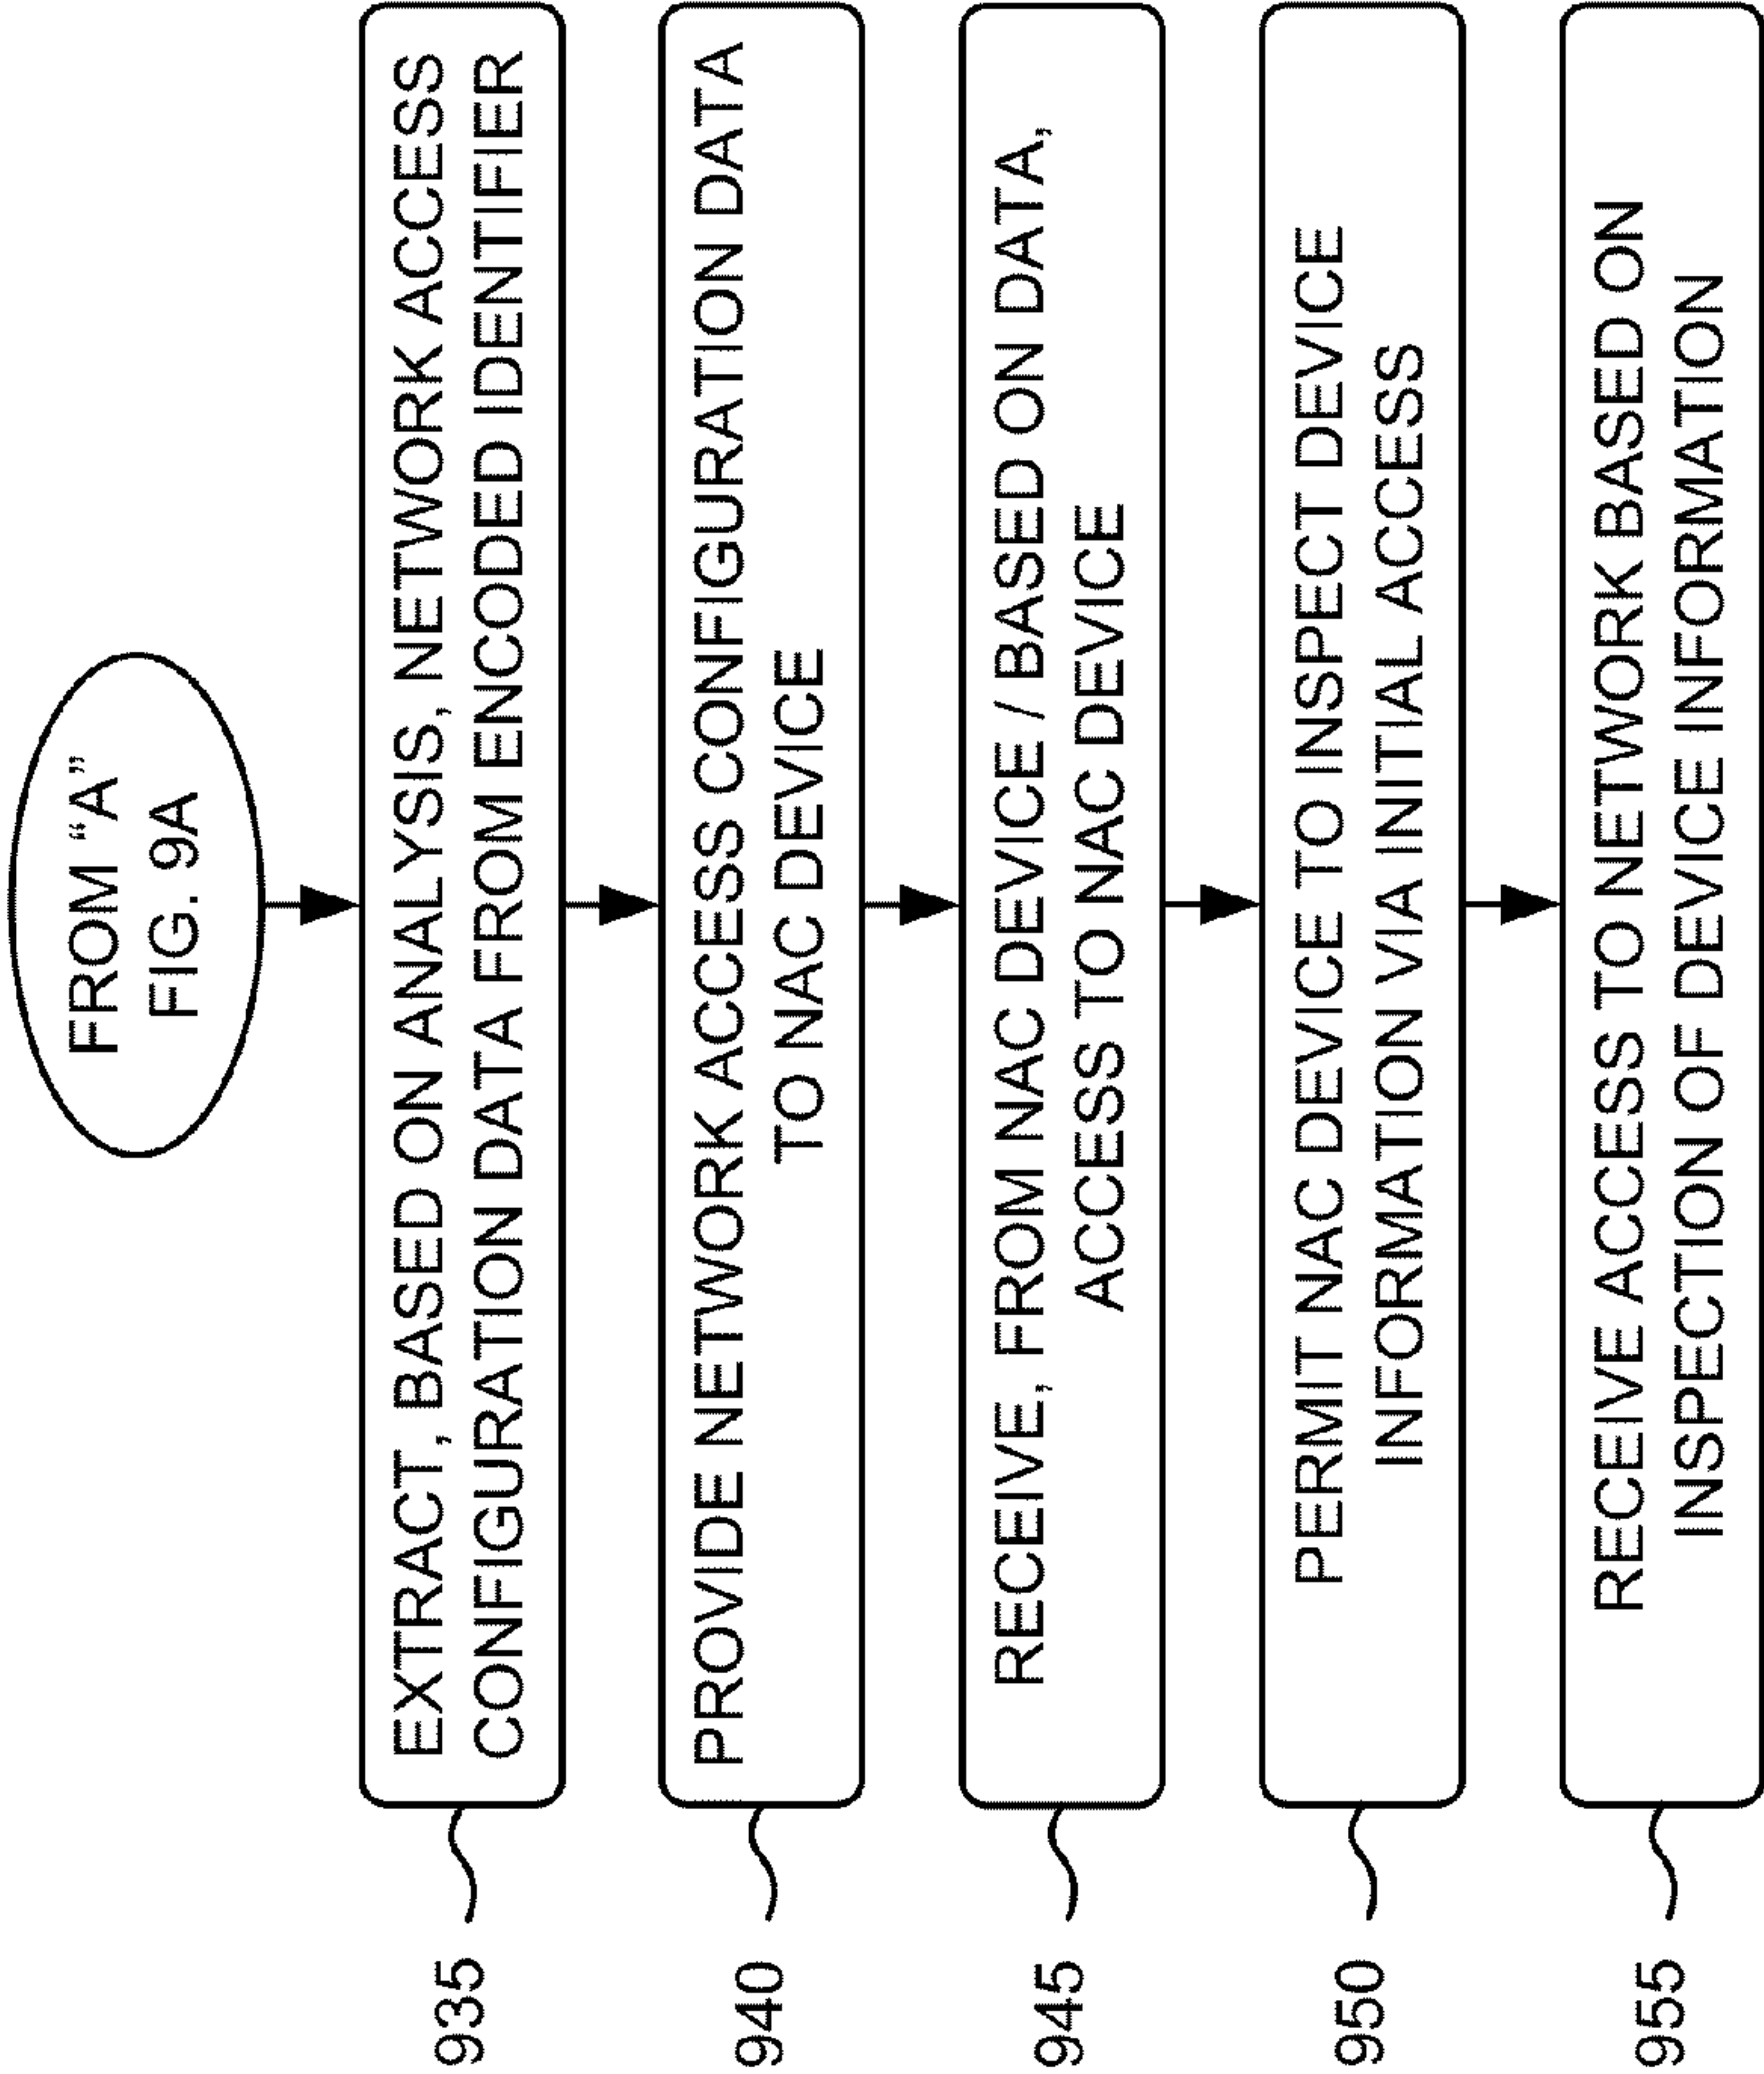 FROM “A”
FIG. 9A
935
EXTRACT, BASED ON ANALYSIS, NETWORK ACCESS
CONFIGURATION DATA FROM ENCODED IDENTIFIER
940
PROVIDE NETWORK ACCESS CONFIGURATION DATA
TO NAC DEVICE
945
RECEIVE, FROM NAC DEVICE / BASED ON DATA,
ACCESS TO NAC DEVICE
950
PERMIT NAC DEVICE TO INSPECT DEVICE
INFORMATION VIA INITIAL ACCESS
955
RECEIVE ACCESS TO NETWORK BASED ON
INSPECTION OF DEVICE INFORMATION